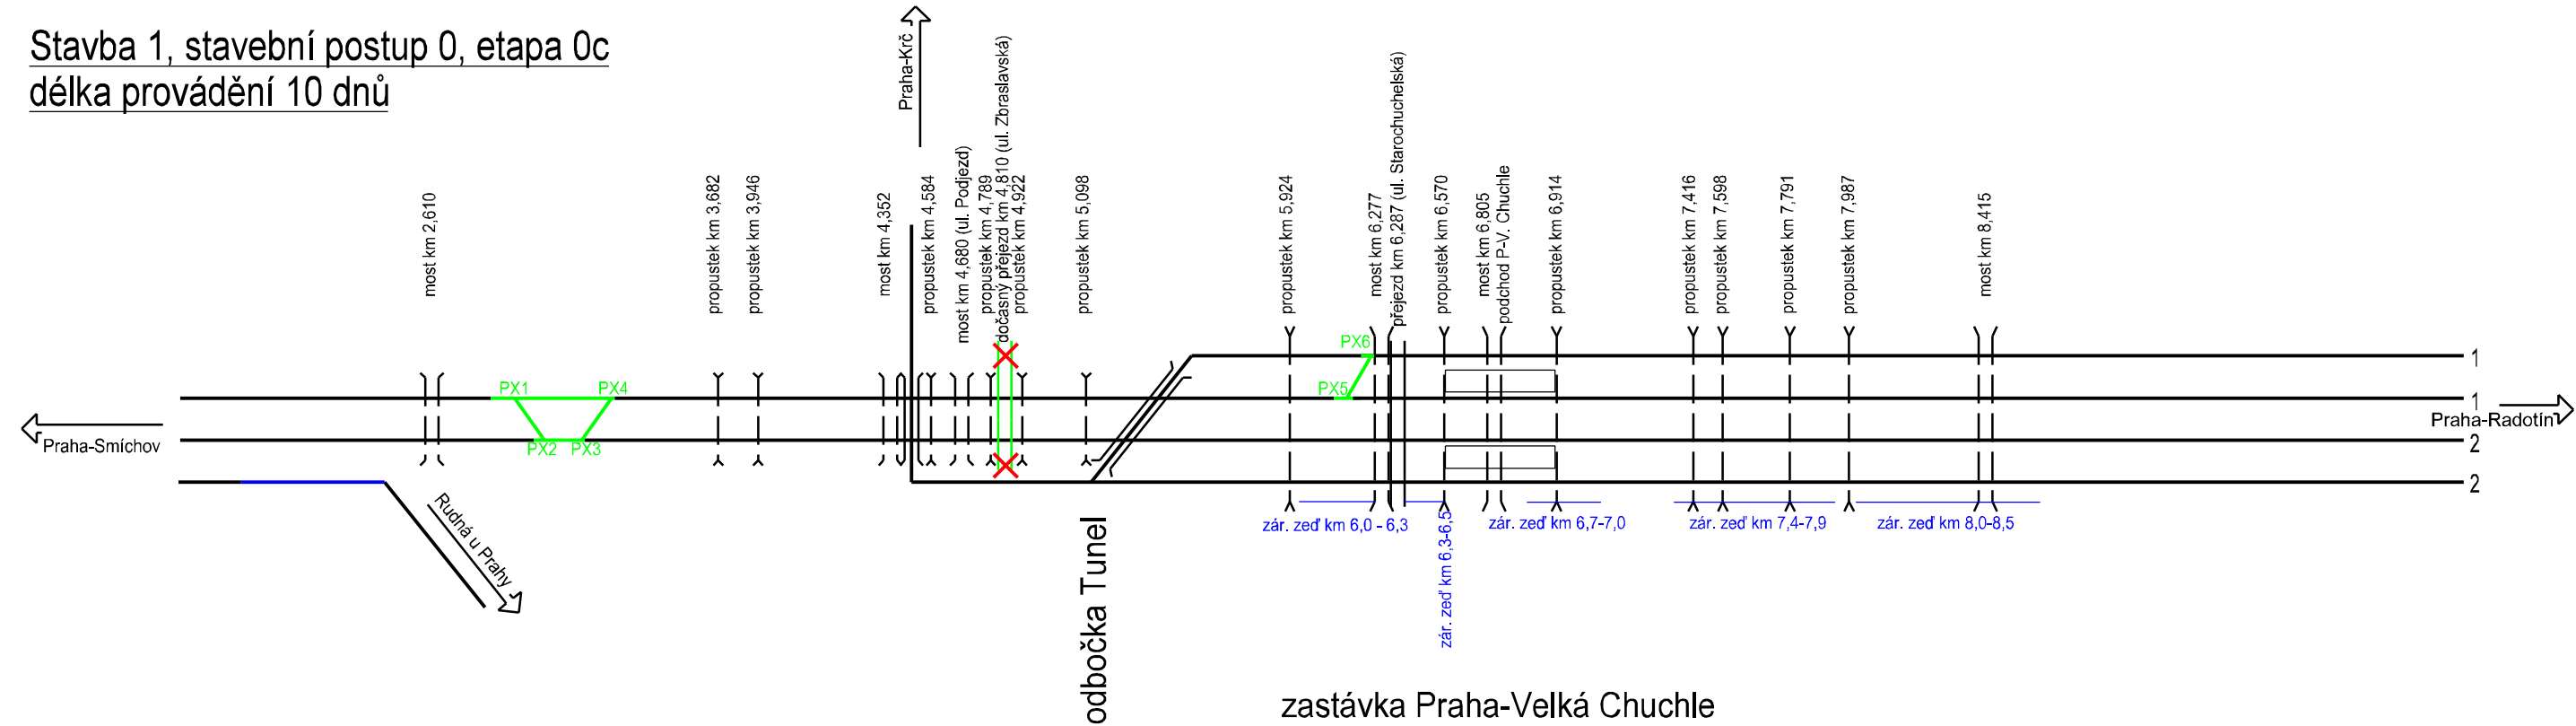 Stavba 1, stavební postup 0, etapa 0c
délka provádění 10 dnů
Praha-Krč
most km 2,610
propustek km 3,682
propustek km 3,946
most km 4,352
propustek km 4,584
most km 4,680 (ul. Podjezd)
propustek km 4,789
dočasný přejezd km 4,810 (ul. Zbraslavská)
propustek km 4,922
propustek km 5,098
propustek km 5,924
most km 6,277
přejezd km 6,287 (ul. Starochuchelská)
propustek km 6,570
most km 6,805
podchod P-V. Chuchle
propustek km 6,914
propustek km 7,416
propustek km 7,598
propustek km 7,791
propustek km 7,987
most km 8,415
PX6
1
PX1
PX4
PX5
1
Praha-Smíchov
PX2
PX3
Praha-Radotín
2
2
Rudná u Prahy
zár. zeď km 6,0 - 6,3
zár. zeď km 6,3-6,5
zár. zeď km 6,7-7,0
zár. zeď km 7,4-7,9
zár. zeď km 8,0-8,5
odbočka Tunel
zastávka Praha-Velká Chuchle